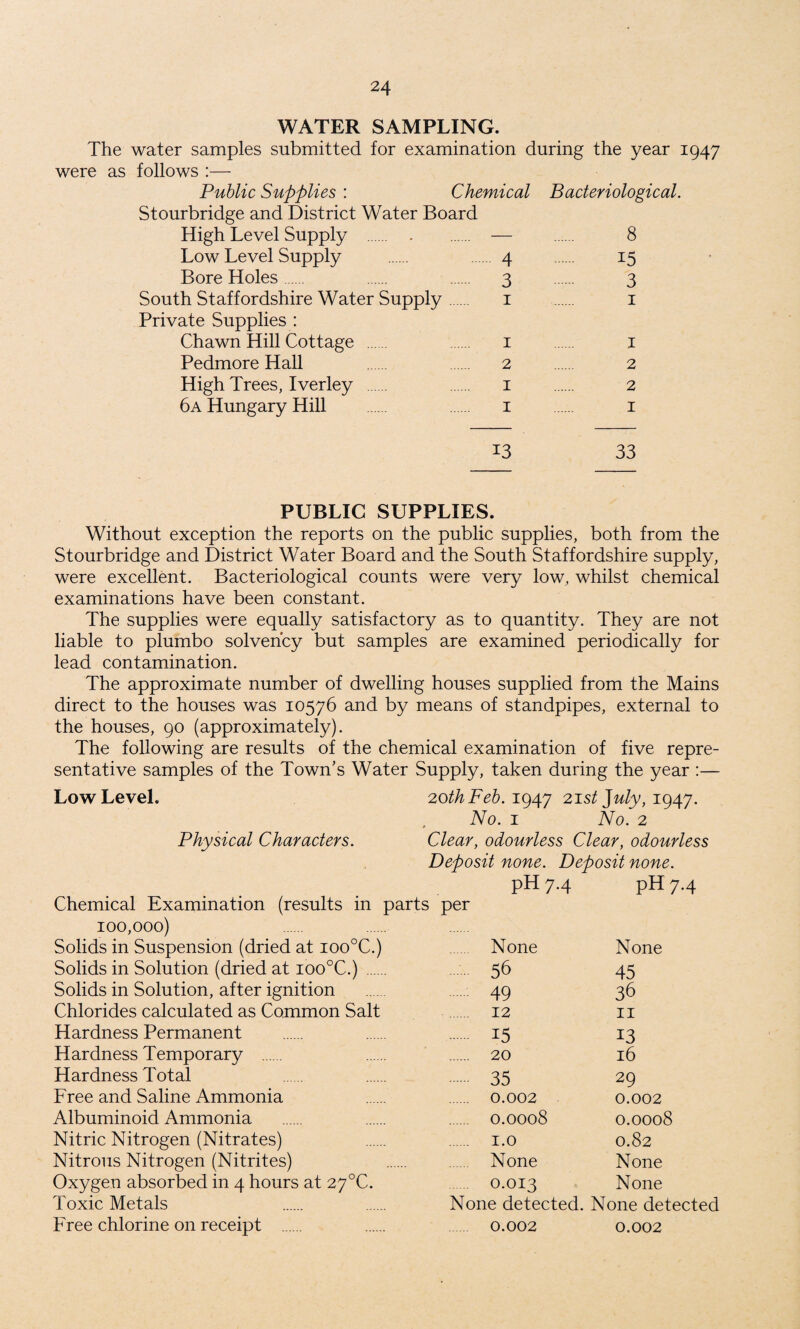 24
WATER SAMPLING.
The water samples submitted for examination during the year 1947
were as follows :—
Public Supplies : Chemical Bacteriological.
Stourbridge and District Water Board
High Level Supply ...... . ...... — ...... 8
Low Level Supply ...... ...... 4 ...... 15
Bore Holes ...... ...... ...... 3 ...... 3
South Staffordshire Water Supply ...... 1 ...... 1
Private Supplies :
Chawn Hill Cottage ...... ...... 1 ...... 1
Pedmore Hall ...... ...... 2 ...... 2
High Trees, Iverley ...... ...... 1 ...... 2
6A Hungary Hill ...... ...... 1 ...... 1
13 33
PUBLIC SUPPLIES.
Without exception the reports on the public supplies, both from the
Stourbridge and District Water Board and the South Staffordshire supply,
were excellent. Bacteriological counts were very low, whilst chemical
examinations have been constant.
The supplies were equally satisfactory as to quantity. They are not
liable to plumbo solvency but samples are examined periodically for
lead contamination.
The approximate number of dwelling houses supplied from the Mains
direct to the houses was 10576 and by means of standpipes, external to
the houses, 90 (approximately).
The following are results of the chemical examination of five repre-
sentative samples of the Town's Water Supply, taken during the year :—
Low Level. 20th Feb. 1947 21st July, 1947.
No. 1 No. 2
Physical Characters. Clear, odourless Clear, odourless
Deposit none. Deposit none.
pH 7.4 pH 7.4
Chemical Examination (results in parts per
100,000) ...... ...... ......
Solids in Suspension (dried at 100°C.) ...... None None
Solids in Solution (dried at 100°C.) ...... ...... 56 45
Solids in Solution, after ignition ...... ...... 49 36
Chlorides calculated as Common Salt ...... 12 11
Hardness Permanent ...... ...... ...... 15 13
Hardness Temporary ...... ...... ...... 20 16
Hardness Total ...... ...... ...... 35 29
Free and Saline Ammonia ...... ...... 0.002 0.002
Albuminoid Ammonia ...... ...... ...... 0.0008 0.0008
Nitric Nitrogen (Nitrates) ...... ...... 1.0 0.82
Nitrous Nitrogen (Nitrites) ...... ...... None None
Oxygen absorbed in 4 hours at 27°C. ...... 0.013 None
Toxic Metals ...... ...... None detected. None detected
Free chlorine on receipt ...... ...... ...... 0.002 0.002